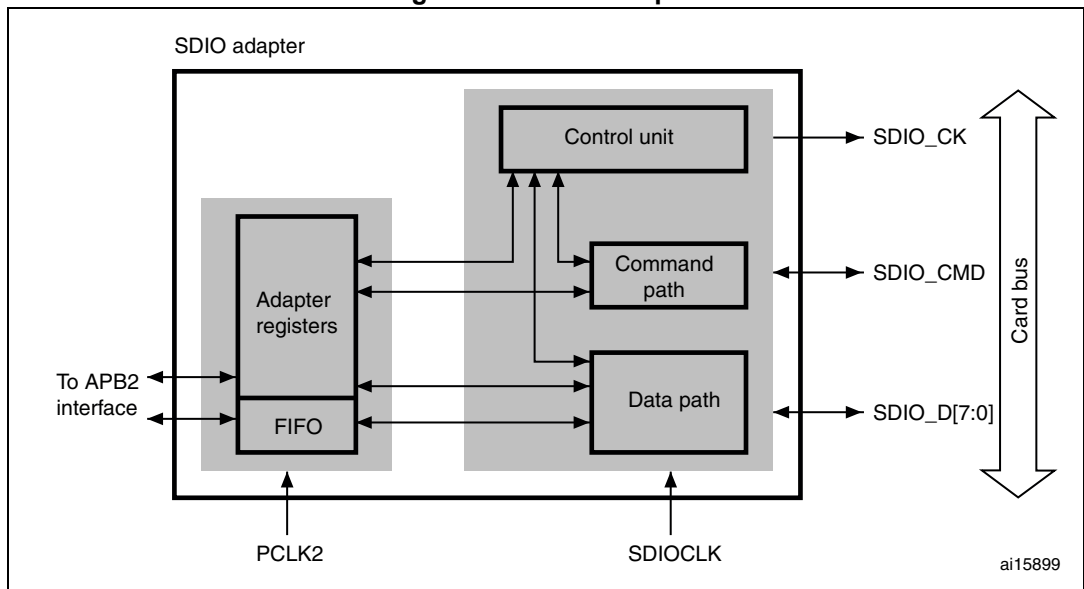 SDIO adapter
Control unit
SDIO_CK
Command
path
SDIO_CMD
Adapter
registers
Card bus
To APB2
interface
Data path
SDIO_D[7:0]
FIFO
PCLK2
SDIOCLK
ai15899